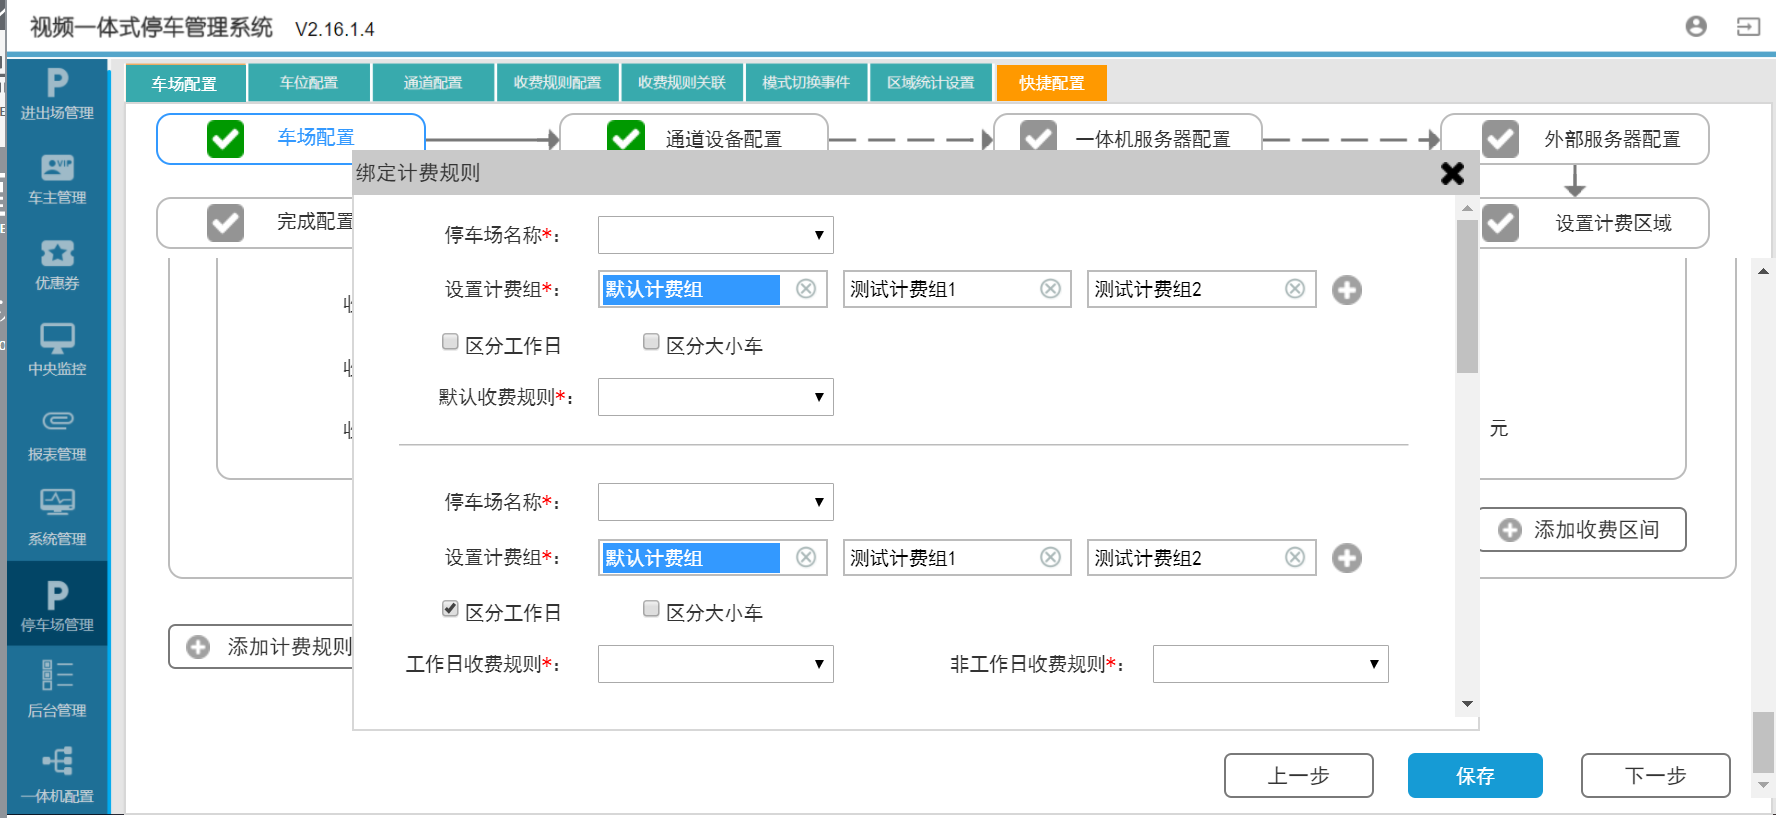 视频一体式停车管理系统 V2.16.1.4
P
进出场管理
VIP
车主管理
优惠券
中央监控
报表管理
系统管理
P
停车场管理
后台管理
一体机配置
车场配置 车位配置 通道配置 收费规则配置 收费规则关联 模式切换事件 区域统计设置 快捷配置
车场配置 通道设备配置 一体机服务器配置 外部服务器配置
完成配置 设置计费区域
绑定计费规则
停车场名称*:
设置计费组*: 默认计费组 测试计费组1 测试计费组2
区分工作日 区分大小车
默认收费规则*:
元
停车场名称*:
设置计费组*: 默认计费组 测试计费组1 测试计费组2
区分工作日 区分大小车
工作日收费规则*: 非工作日收费规则*:
添加收费区间
添加计费规则
上一步 保存 下一步